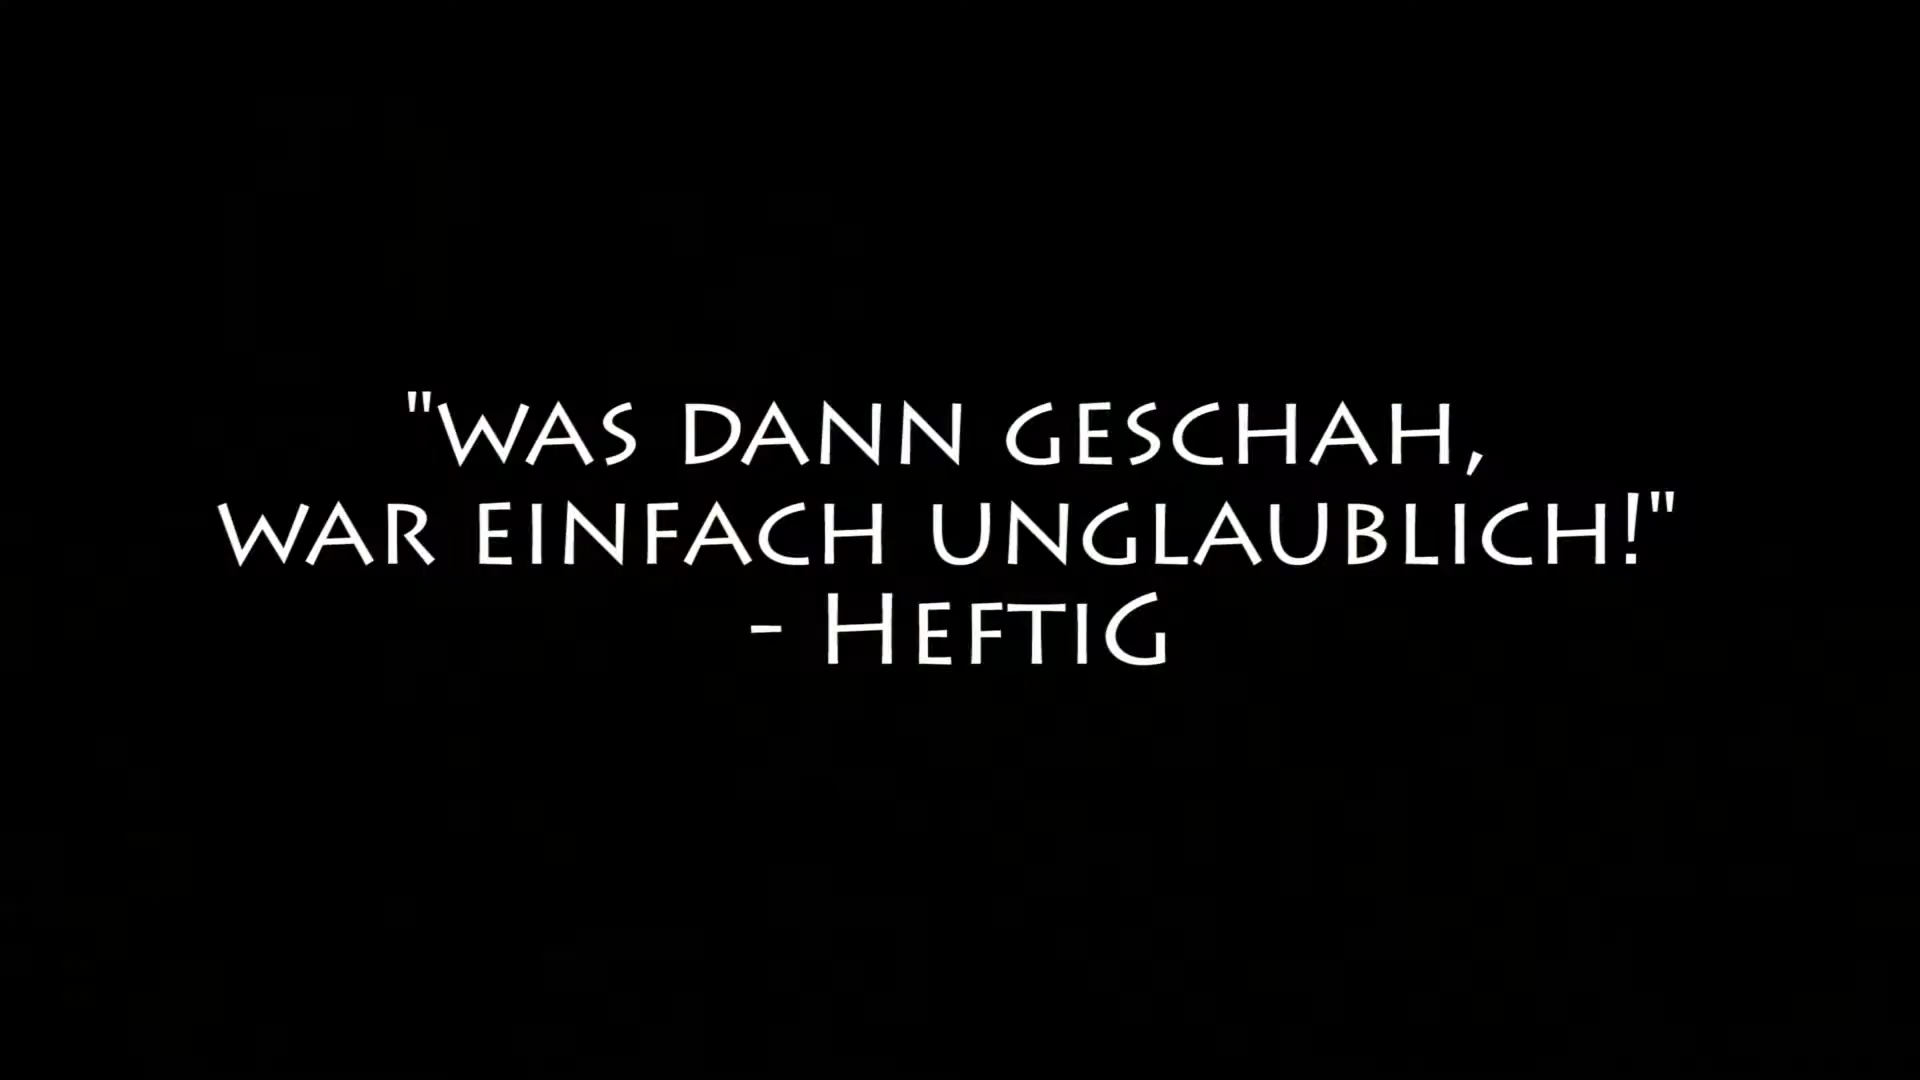 "WAS DANN GESCHAH,
WAR EINFACH UNGLAUBLICH!"
- HEFTIG